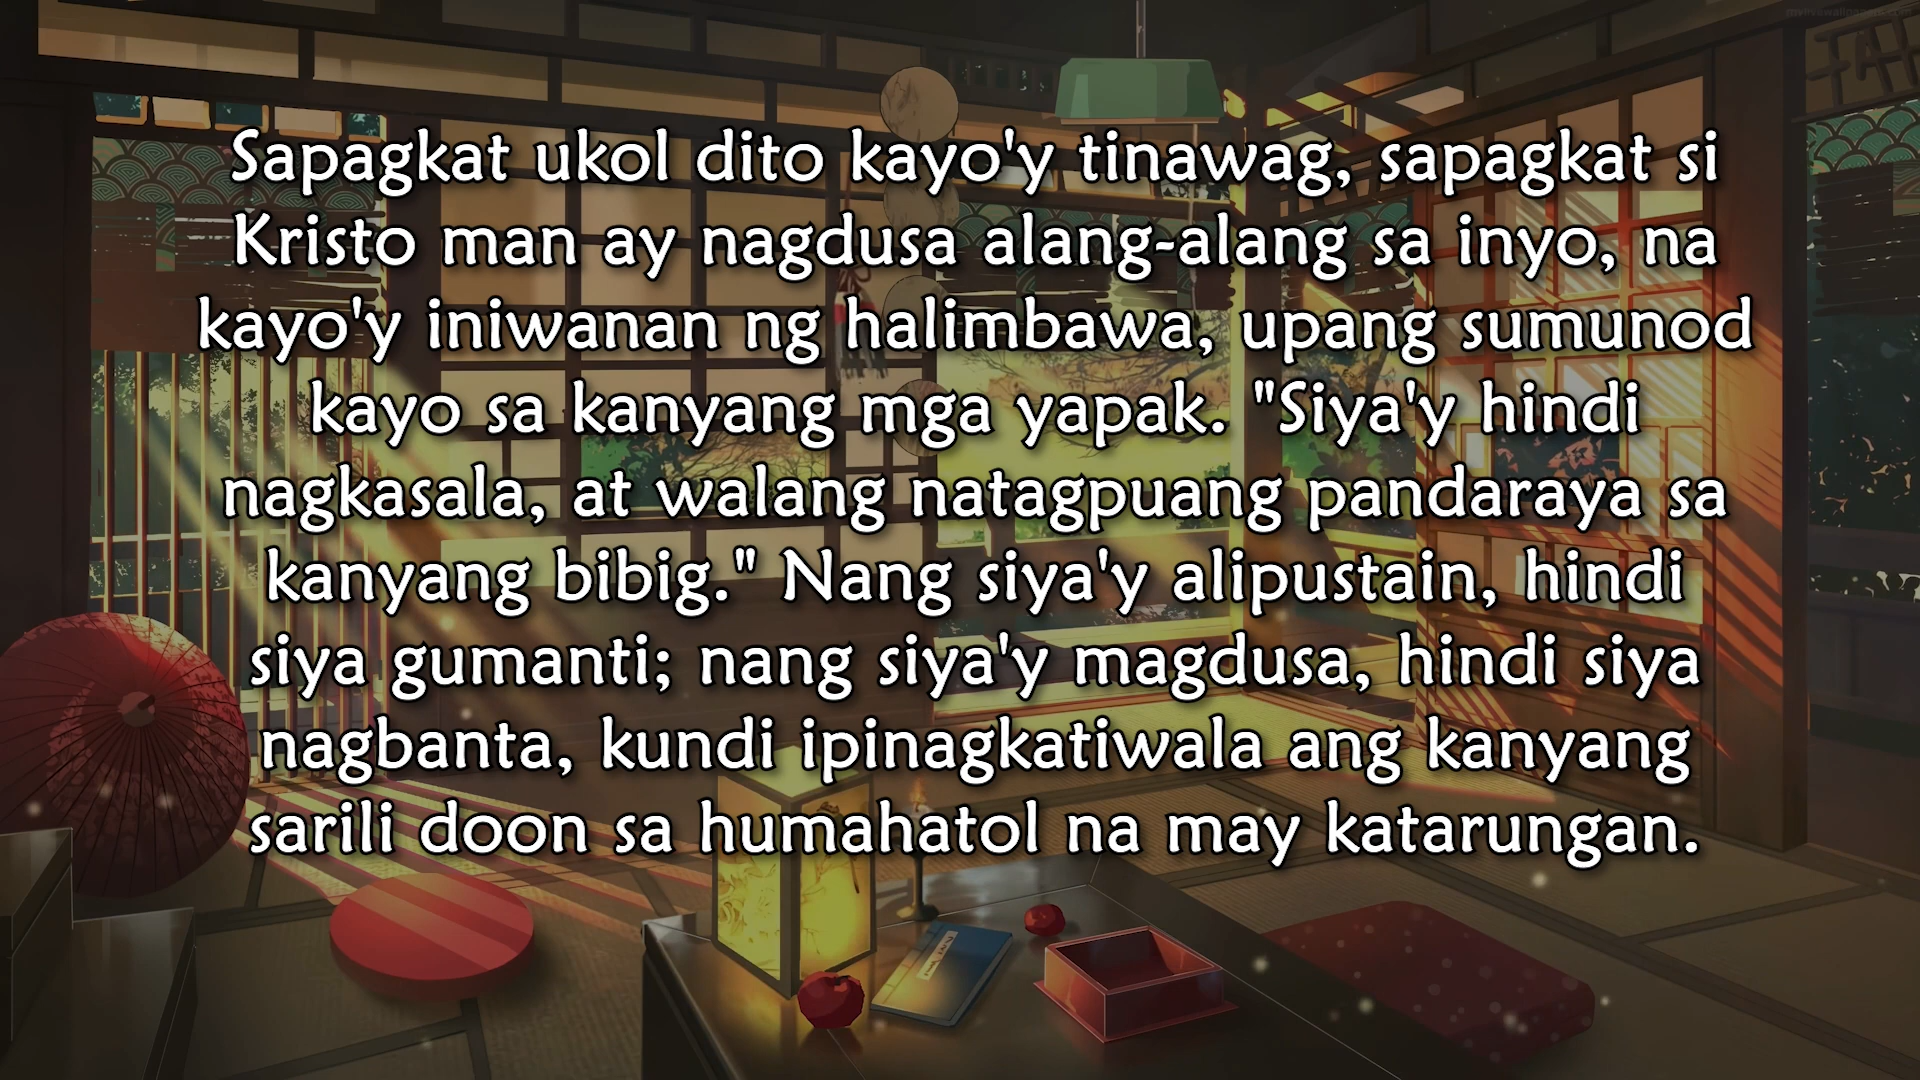 Sapagkat ukol dito kayo'y tinawag, sapagkat si
Kristo man ay nagdusa alang-alang sa inyo, na
kayo'y iniwanan ng halimbawa, upang sumunod
kayo sa kanyang mga yapak. "Siya'y hindi
nagkasala, at walang natagpuang pandaraya sa
kanyang bibig." Nang siya'y alipustain, hindi
siya gumanti; nang siya'y magdusa, hindi siya
nagbanta, kundi ipinagkatiwala ang kanyang
sarili doon sa humahatol na may katarungan.